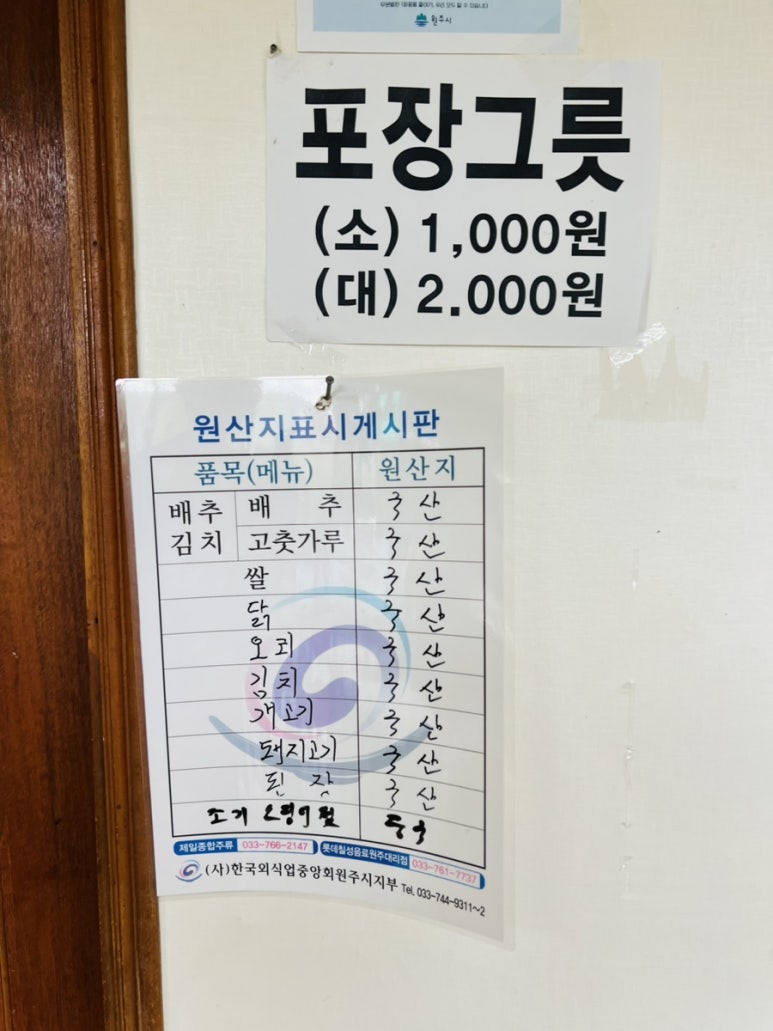 원주시
포장그릇
(소) 1,000원
(대) 2.000원
원산지표시게시판
품목(메뉴) 원산지
배추김치 배 추 국산
고춧가루 국산
쌀 국산
닭 국산
오리 국산
김치 국산
개고기 국산
돼지고기 국산
된장 국산
제일종합주류 033-766-2147 롯데칠성음료원주대리점 033-761-7737
(사)한국외식업중앙회원주시지부 Tel. 033-744-9311~2